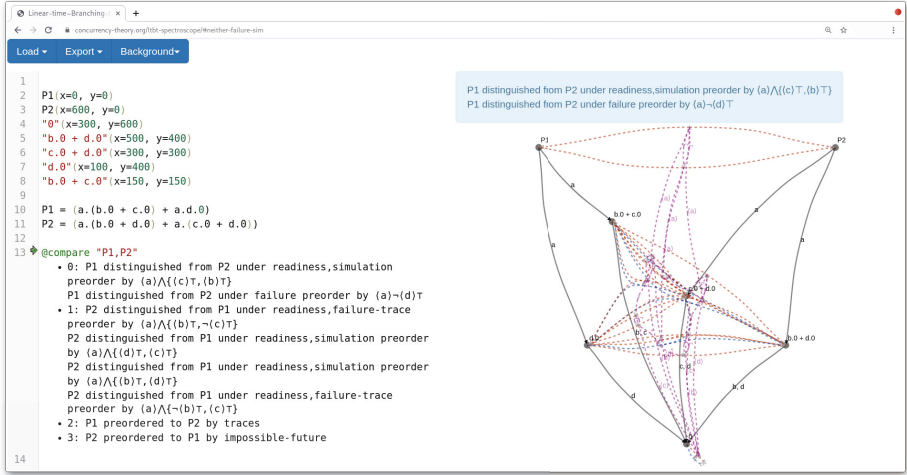 Linear-time–Branching-
concurrency-theory.org/ltbt-spectroscope/#neither-failure-sim
Load Export Background
1
2 P1(x=0, y=0)
3 P2(x=600, y=0)
4 "0"(x=300, y=600)
5 "b.0 + d.0"(x=500, y=400)
6 "c.0 + d.0"(x=300, y=300)
7 "d.0"(x=100, y=400)
8 "b.0 + c.0"(x=150, y=150)
9
10 P1 = (a.(b.0 + c.0) + a.d.0)
11 P2 = (a.(b.0 + d.0) + a.(c.0 + d.0))
12
13 @compare "P1,P2"
• 0: P1 distinguished from P2 under readiness,simulation
preorder by ⟨a⟩⋀{⟨c⟩⊤,⟨b⟩⊤}
P1 distinguished from P2 under failure preorder by ⟨a⟩¬⟨d⟩⊤
• 1: P2 distinguished from P1 under readiness,failure-trace
preorder by ⟨a⟩⋀{⟨b⟩⊤,¬⟨c⟩⊤}
P2 distinguished from P1 under readiness,simulation preorder
by ⟨a⟩⋀{⟨d⟩⊤,⟨c⟩⊤}
P2 distinguished from P1 under readiness,simulation preorder
by ⟨a⟩⋀{⟨b⟩⊤,⟨d⟩⊤}
P2 distinguished from P1 under readiness,failure-trace
preorder by ⟨a⟩⋀{¬⟨b⟩⊤,⟨c⟩⊤}
• 2: P1 preordered to P2 by traces
• 3: P2 preordered to P1 by impossible-future
14
P1 distinguished from P2 under readiness,simulation preorder by ⟨a⟩⋀{⟨c⟩⊤,⟨b⟩⊤}
P1 distinguished from P2 under failure preorder by ⟨a⟩¬⟨d⟩⊤
P1
P2
a
⟨a⟩
⟨a⟩
a
b.0 + c.0
⟨a⟩
a
a
c.0 + d.0
b, c
d.0
b.0 + d.0
c, d
d
b, d